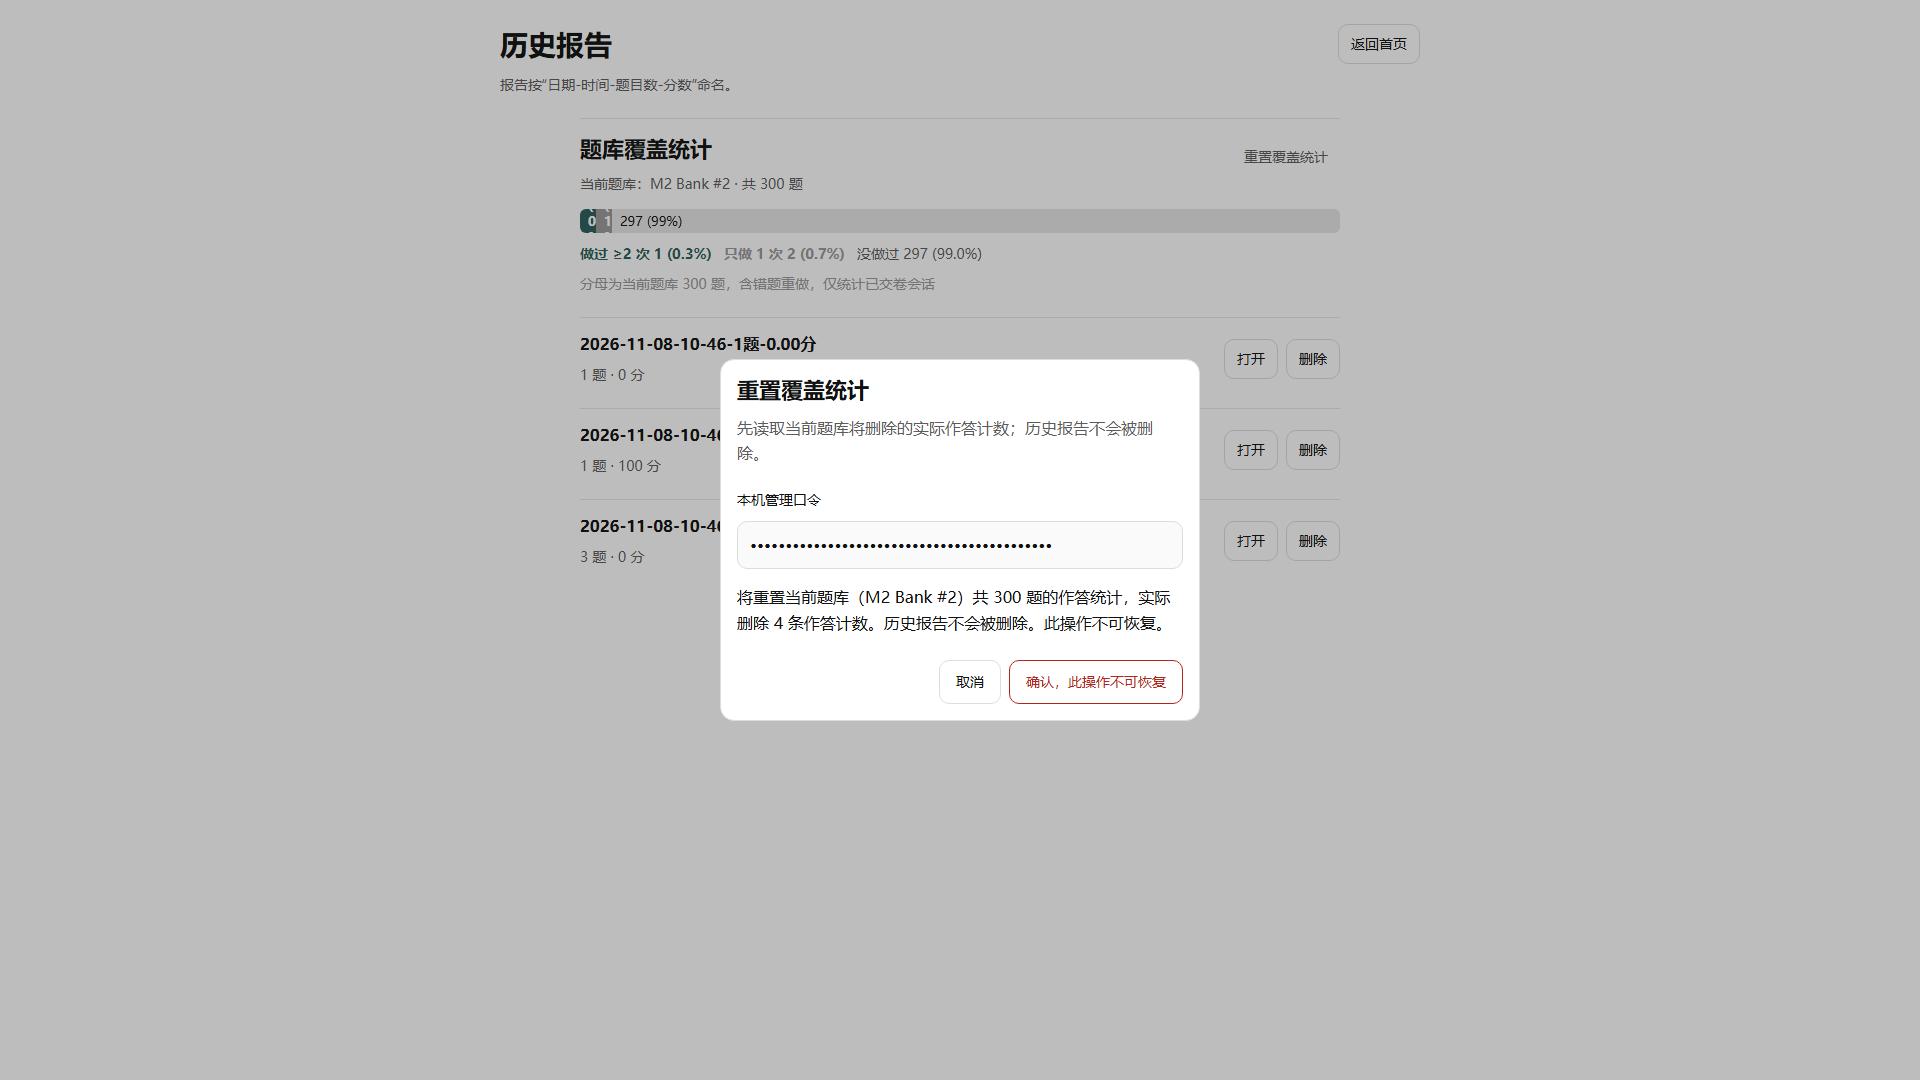 历史报告
返回首页
报告按“日期-时间-题目数-分数”命名。
题库覆盖统计
重置覆盖统计
当前题库：M2 Bank #2 · 共 300 题
0 1 297 (99%)
做过 ≥2 次 1 (0.3%) 只做 1 次 2 (0.7%) 没做过 297 (99.0%)
分母为当前题库 300 题，含错题重做，仅统计已交卷会话
2026-11-08-10-46-1题-0.00分
1 题 · 0 分
打开 删除
2026-11-08-10-46
1 题 · 100 分
打开 删除
2026-11-08-10-46
3 题 · 0 分
打开 删除
重置覆盖统计
先读取当前题库将删除的实际作答计数；历史报告不会被删
除。
本机管理口令
将重置当前题库（M2 Bank #2）共 300 题的作答统计，实际
删除 4 条作答计数。历史报告不会被删除。此操作不可恢复。
取消 确认，此操作不可恢复